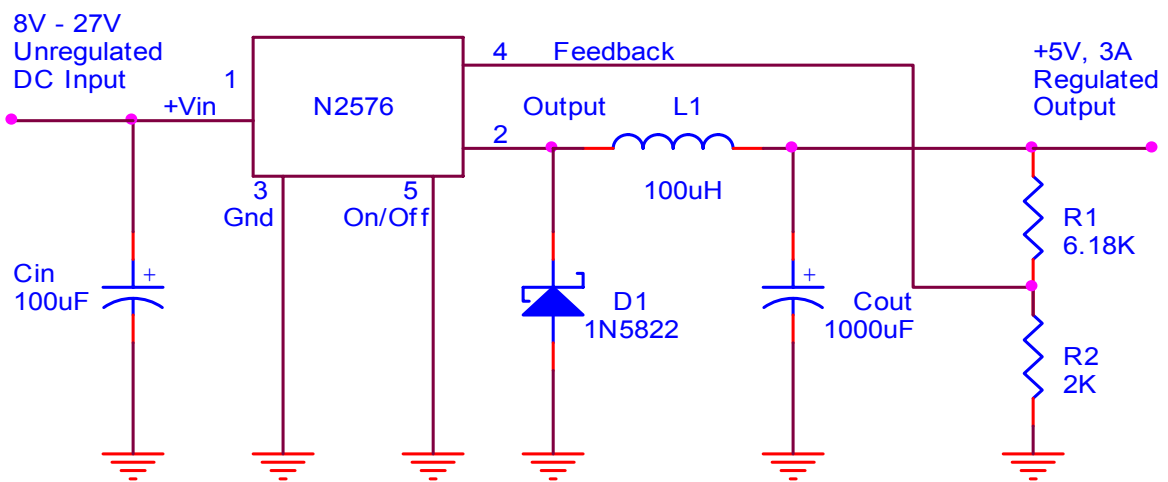 8V - 27V
Unregulated
DC Input
1
+Vin
N2576
4
Feedback
2
Output
L1
100uH
+5V, 3A
Regulated
Output
3
Gnd
5
On/Off
Cin
100uF
+
D1
1N5822
+
Cout
1000uF
R1
6.18K
R2
2K